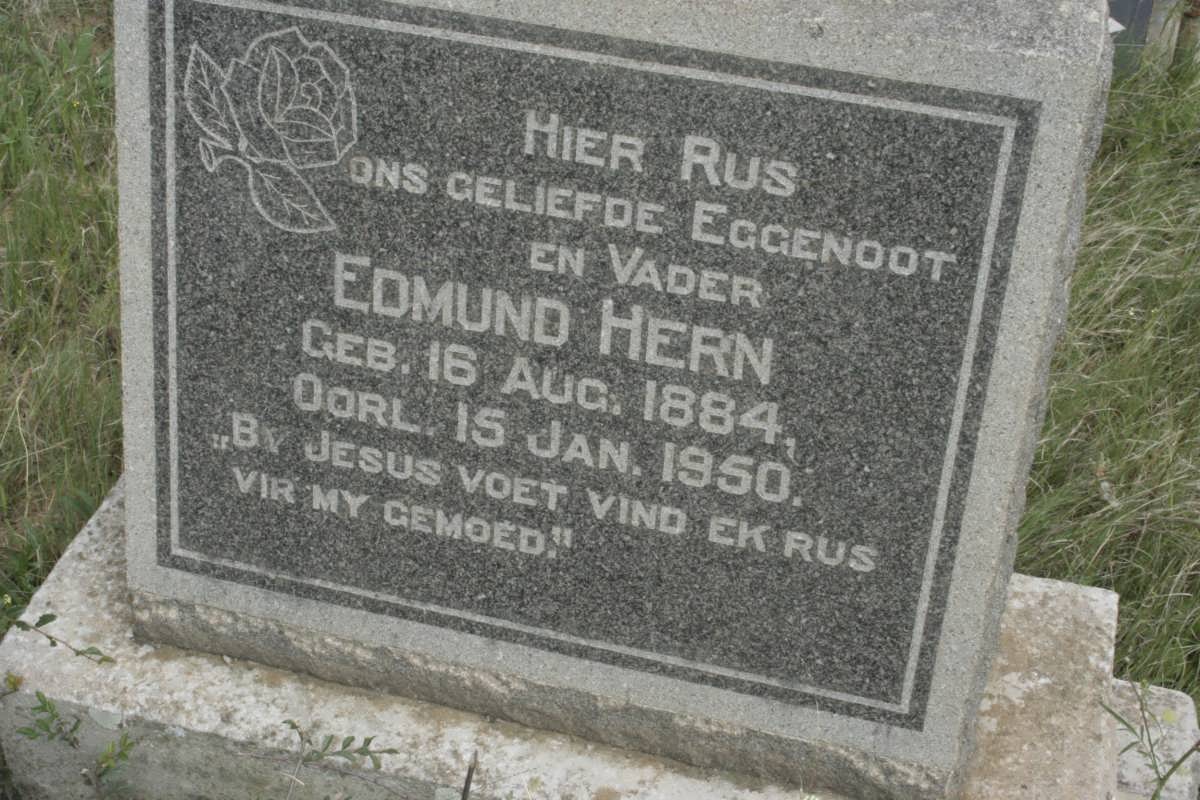 HIER RUS
ONS GELIEFDE EGGENOOT
EN VADER
EDMUND HERN
GEB. 16 AUG. 1884,
OORL. 15 JAN. 1950.
„BY JESUS VOET VIND EK RUS
VIR MY GEMOED."